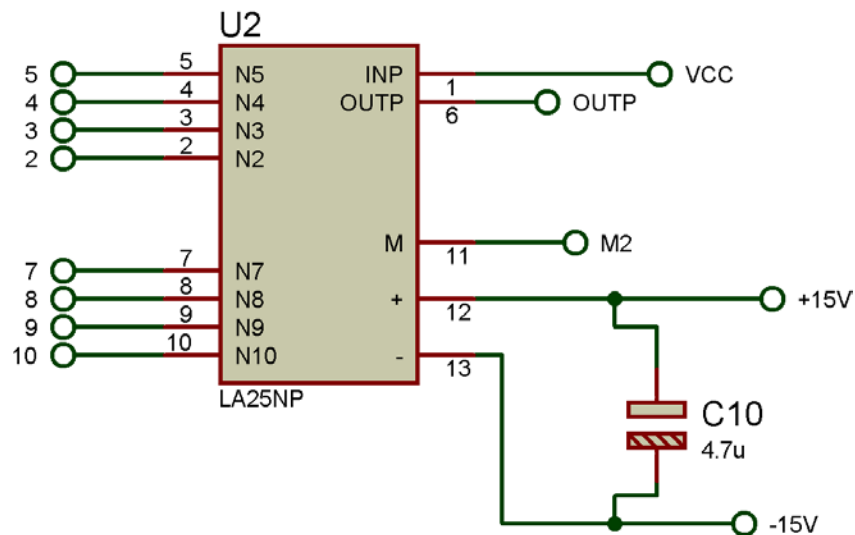 U2
5 5 N5 INP 1 VCC
4 4 N4 OUTP 6 OUTP
3 3 N3
2 2 N2
M 11 M2
7 7 N7
8 8 N8 + 12 +15V
9 9 N9
10 10 N10 - 13
LA25NP
C10
4.7u
-15V